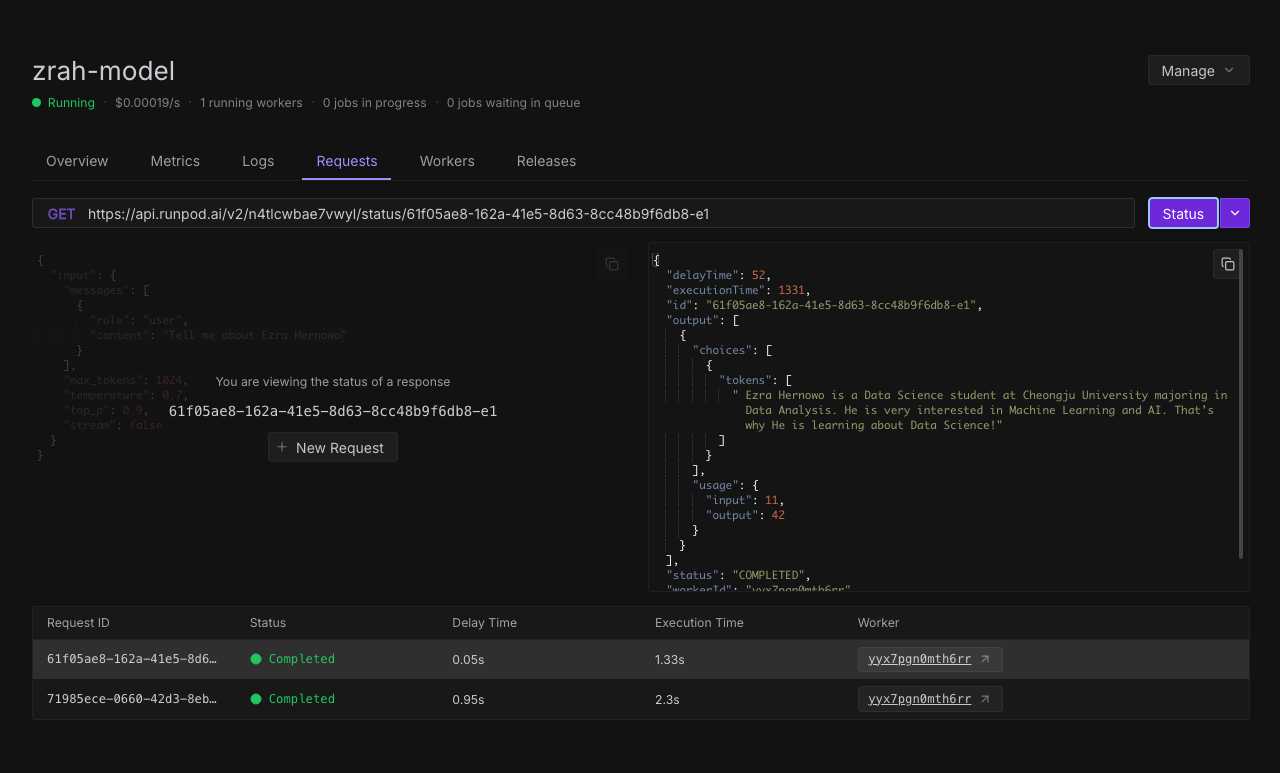 zrah-model
Manage
Running · $0.00019/s · 1 running workers · 0 jobs in progress · 0 jobs waiting in queue
Overview Metrics Logs Requests Workers Releases
GET https://api.runpod.ai/v2/n4tlcwbae7vwyl/status/61f05ae8-162a-41e5-8d63-8cc48b9f6db8-e1
Status
{
"input": {
"messages": [
{
"role": "user",
"content": "Tell me about Ezra Hernowo"
}
],
"max_tokens": 1024,
"temperature": 0.7,
"top_p": 0.9,
"stream": false
}
}
You are viewing the status of a response
61f05ae8-162a-41e5-8d63-8cc48b9f6db8-e1
+ New Request
{
"delayTime": 52,
"executionTime": 1331,
"id": "61f05ae8-162a-41e5-8d63-8cc48b9f6db8-e1",
"output": [
{
"choices": [
{
"tokens": [
" Ezra Hernowo is a Data Science student at Cheongju University majoring in
Data Analysis. He is very interested in Machine Learning and AI. That's
why He is learning about Data Science!"
]
}
],
"usage": {
"input": 11,
"output": 42
}
}
],
"status": "COMPLETED",
"workerId": "yyx7pgn0mth6rr"
Request ID Status Delay Time Execution Time Worker
61f05ae8-162a-41e5-8d6… Completed 0.05s 1.33s yyx7pgn0mth6rr
71985ece-0660-42d3-8eb… Completed 0.95s 2.3s yyx7pgn0mth6rr